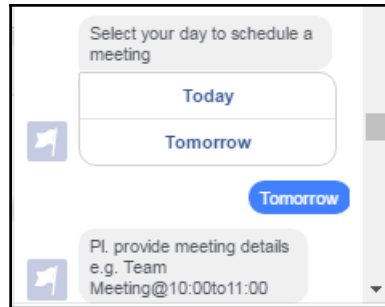 Select your day to schedule a
meeting
Today
Tomorrow
Tomorrow
Pl. provide meeting details
e.g. Team
Meeting@10:00to11:00